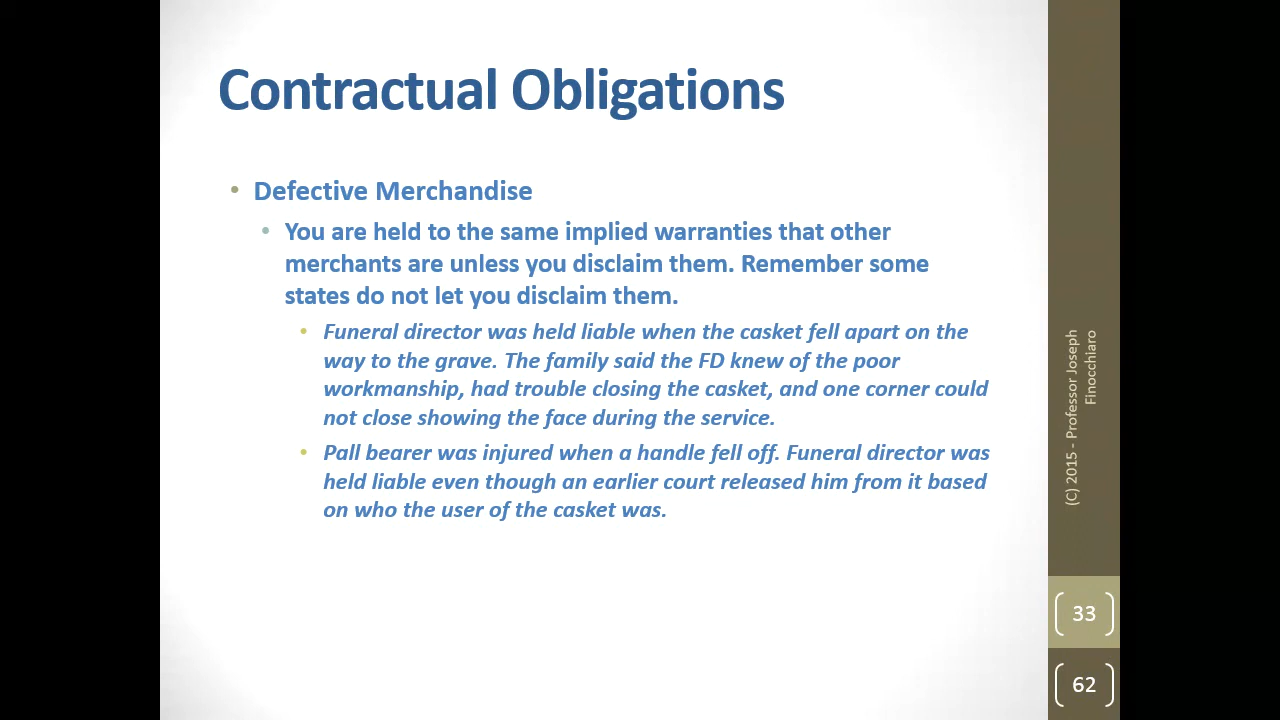 Contractual Obligations
• Defective Merchandise
• You are held to the same implied warranties that other
merchants are unless you disclaim them. Remember some
states do not let you disclaim them.
• Funeral director was held liable when the casket fell apart on the
way to the grave. The family said the FD knew of the poor
workmanship, had trouble closing the casket, and one corner could
not close showing the face during the service.
• Pall bearer was injured when a handle fell off. Funeral director was
held liable even though an earlier court released him from it based
on who the user of the casket was.
(C) 2015 - Professor Joseph
Finocchiaro
33
62